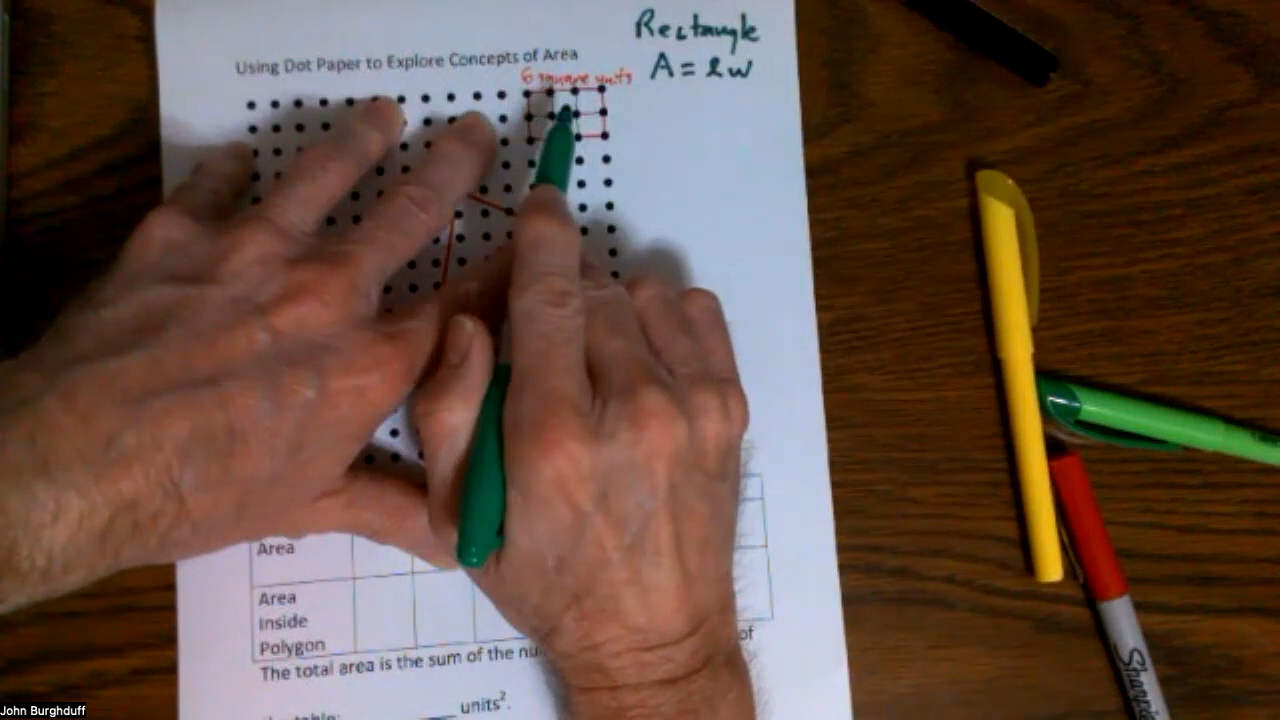 Rectangle
A = lw
Using Dot Paper to Explore Concepts of Area
6 square units
Area
Area
Inside
Polygon
The total area is the sum of the
of
units².
Sharpie
John Burghduff